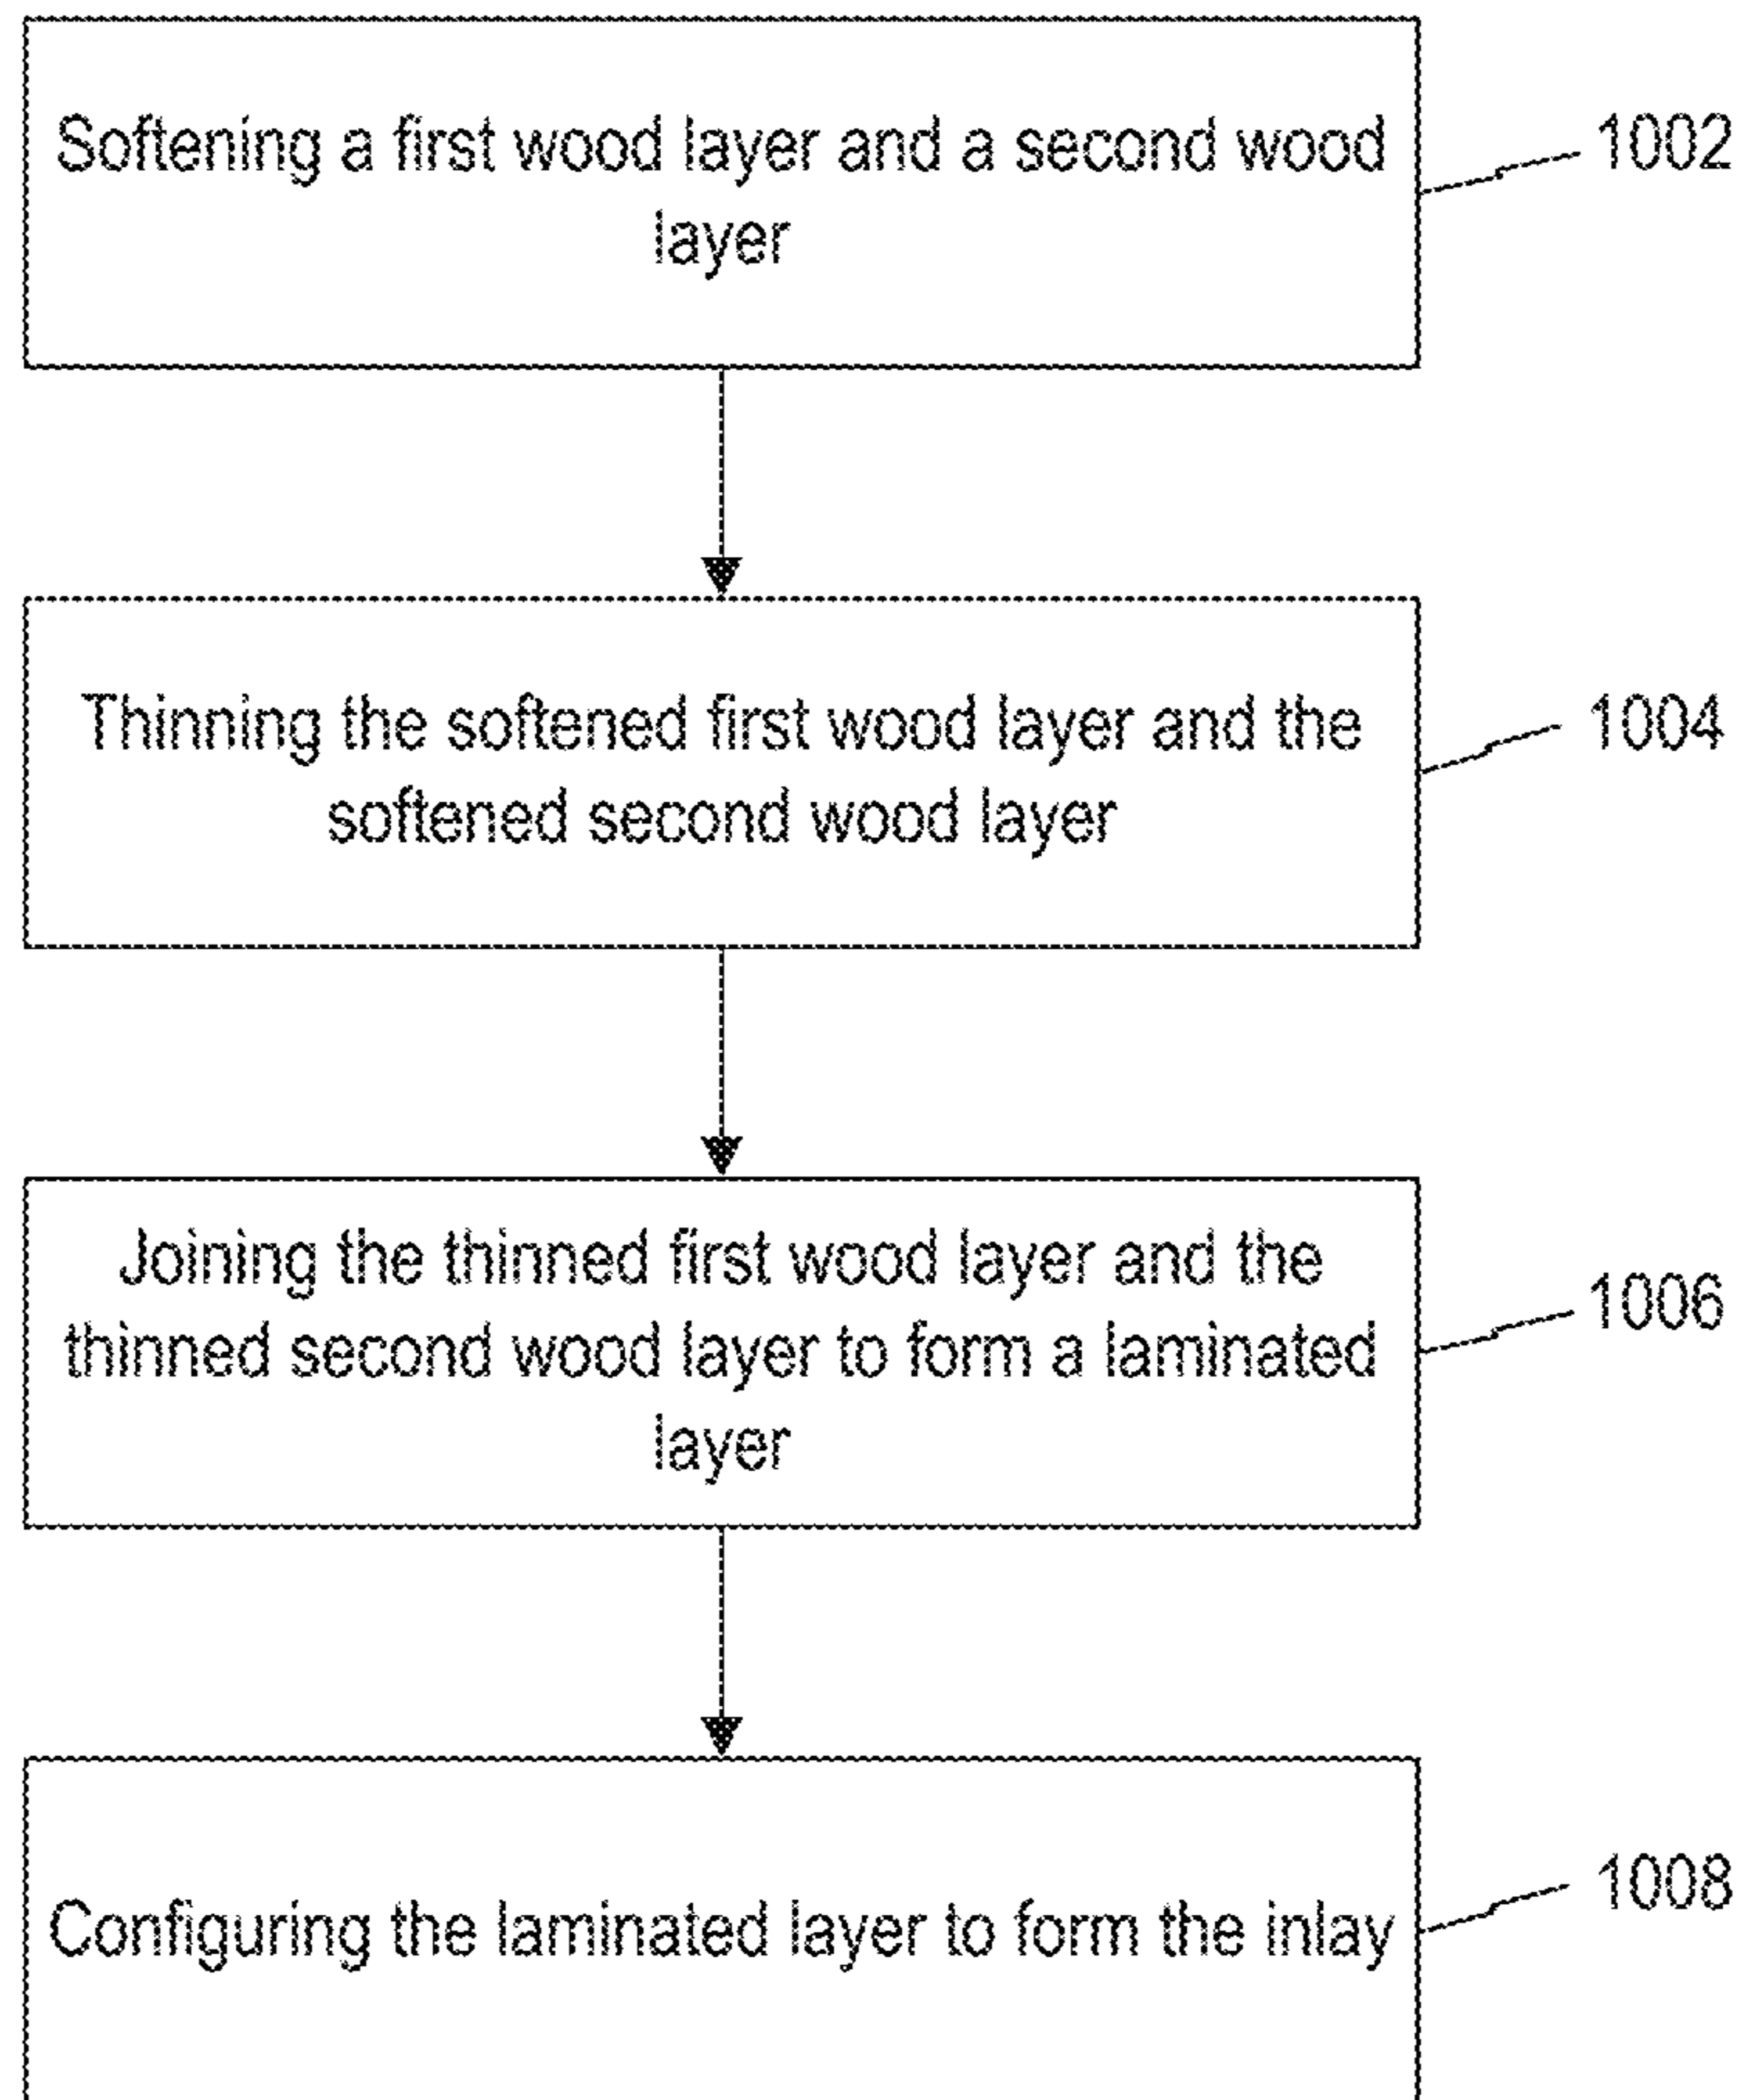 Softening a first wood layer and a second wood
layer
1002
Thinning the softened first wood layer and the
softened second wood layer
1004
Joining the thinned first wood layer and the
thinned second wood layer to form a laminated
layer
1006
Configuring the laminated layer to form the inlay
1008